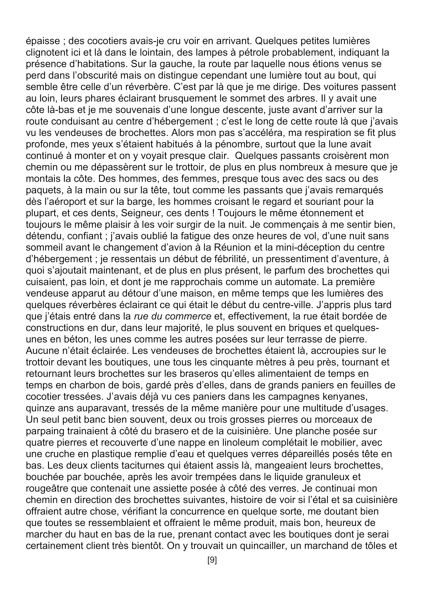 épaisse ; des cocotiers avais-je cru voir en arrivant. Quelques petites lumières
clignotent ici et là dans le lointain, des lampes à pétrole probablement, indiquant la
présence d'habitations. Sur la gauche, la route par laquelle nous étions venus se
perd dans l'obscurité mais on distingue cependant une lumière tout au bout, qui
semble être celle d'un réverbère. C'est par là que je me dirige. Des voitures passent
au loin, leurs phares éclairant brusquement le sommet des arbres. Il y avait une
côte là-bas et je me souvenais d'une longue descente, juste avant d'arriver sur la
route conduisant au centre d'hébergement ; c'est le long de cette route là que j'avais
vu les vendeuses de brochettes. Alors mon pas s'accéléra, ma respiration se fit plus
profonde, mes yeux s'étaient habitués à la pénombre, surtout que la lune avait
continué à monter et on y voyait presque clair.  Quelques passants croisèrent mon
chemin ou me dépassèrent sur le trottoir, de plus en plus nombreux à mesure que je
montais la côte. Des hommes, des femmes, presque tous avec des sacs ou des
paquets, à la main ou sur la tête, tout comme les passants que j'avais remarqués
dès l'aéroport et sur la barge, les hommes croisant le regard et souriant pour la
plupart, et ces dents, Seigneur, ces dents ! Toujours le même étonnement et
toujours le même plaisir à les voir surgir de la nuit. Je commençais à me sentir bien,
détendu, confiant ; j'avais oublié la fatigue des onze heures de vol, d'une nuit sans
sommeil avant le changement d'avion à la Réunion et la mini-déception du centre
d'hébergement ; je ressentais un début de fébrilité, un pressentiment d'aventure, à
quoi s'ajoutait maintenant, et de plus en plus présent, le parfum des brochettes qui
cuisaient, pas loin, et dont je me rapprochais comme un automate. La première
vendeuse apparut au détour d'une maison, en même temps que les lumières des
quelques réverbères éclairant ce qui était le début du centre-ville. J'appris plus tard
que j'étais entré dans la rue du commerce et, effectivement, la rue était bordée de
constructions en dur, dans leur majorité, le plus souvent en briques et quelques-
unes en béton, les unes comme les autres posées sur leur terrasse de pierre.
Aucune n'était éclairée. Les vendeuses de brochettes étaient là, accroupies sur le
trottoir devant les boutiques, une tous les cinquante mètres à peu près, tournant et
retournant leurs brochettes sur les braseros qu'elles alimentaient de temps en
temps en charbon de bois, gardé près d'elles, dans de grands paniers en feuilles de
cocotier tressées. J'avais déjà vu ces paniers dans les campagnes kenyanes,
quinze ans auparavant, tressés de la même manière pour une multitude d'usages.
Un seul petit banc bien souvent, deux ou trois grosses pierres ou morceaux de
parpaing trainaient à côté du brasero et de la cuisinière. Une planche posée sur
quatre pierres et recouverte d'une nappe en linoleum complétait le mobilier, avec
une cruche en plastique remplie d'eau et quelques verres dépareillés posés tête en
bas. Les deux clients taciturnes qui étaient assis là, mangeaient leurs brochettes,
bouchée par bouchée, après les avoir trempées dans le liquide granuleux et
rougeâtre que contenait une assiette posée à côté des verres. Je continuai mon
chemin en direction des brochettes suivantes, histoire de voir si l'étal et sa cuisinière
offraient autre chose, vérifiant la concurrence en quelque sorte, me doutant bien
que toutes se ressemblaient et offraient le même produit, mais bon, heureux de
marcher du haut en bas de la rue, prenant contact avec les boutiques dont je serai
certainement client très bientôt. On y trouvait un quincailler, un marchand de tôles et
[9]